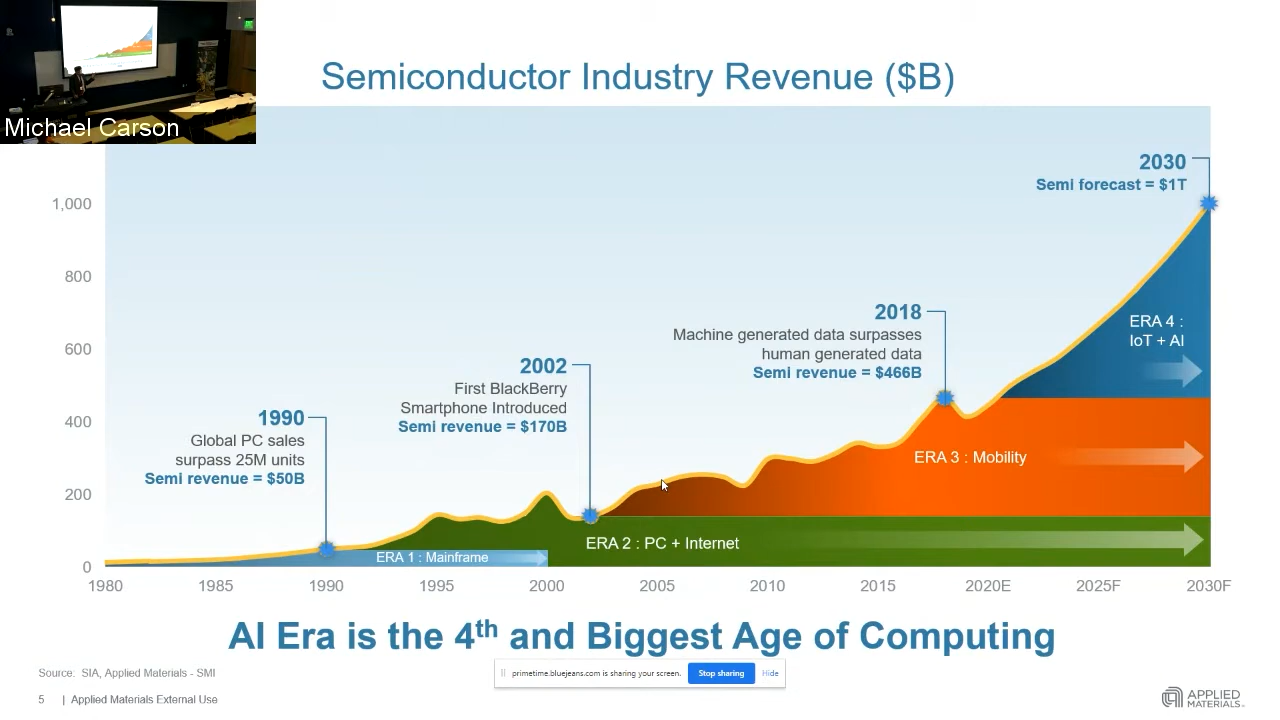 Michael Carson
Semiconductor Industry Revenue ($B)
2030
Semi forecast = $1T
1,000
800
600
400
200
0
2018
Machine generated data surpasses
human generated data
Semi revenue = $466B
2002
First BlackBerry
Smartphone Introduced
Semi revenue = $170B
1990
Global PC sales
surpass 25M units
Semi revenue = $50B
ERA 4 :
IoT + AI
ERA 3 : Mobility
ERA 2 : PC + Internet
ERA 1 : Mainframe
1980 1985 1990 1995 2000 2005 2010 2015 2020E 2025F 2030F
AI Era is the 4th and Biggest Age of Computing
Source: SIA, Applied Materials - SMI
primetime.bluejeans.com is sharing your screen. Stop sharing Hide
5 | Applied Materials External Use
APPLIED
MATERIALS